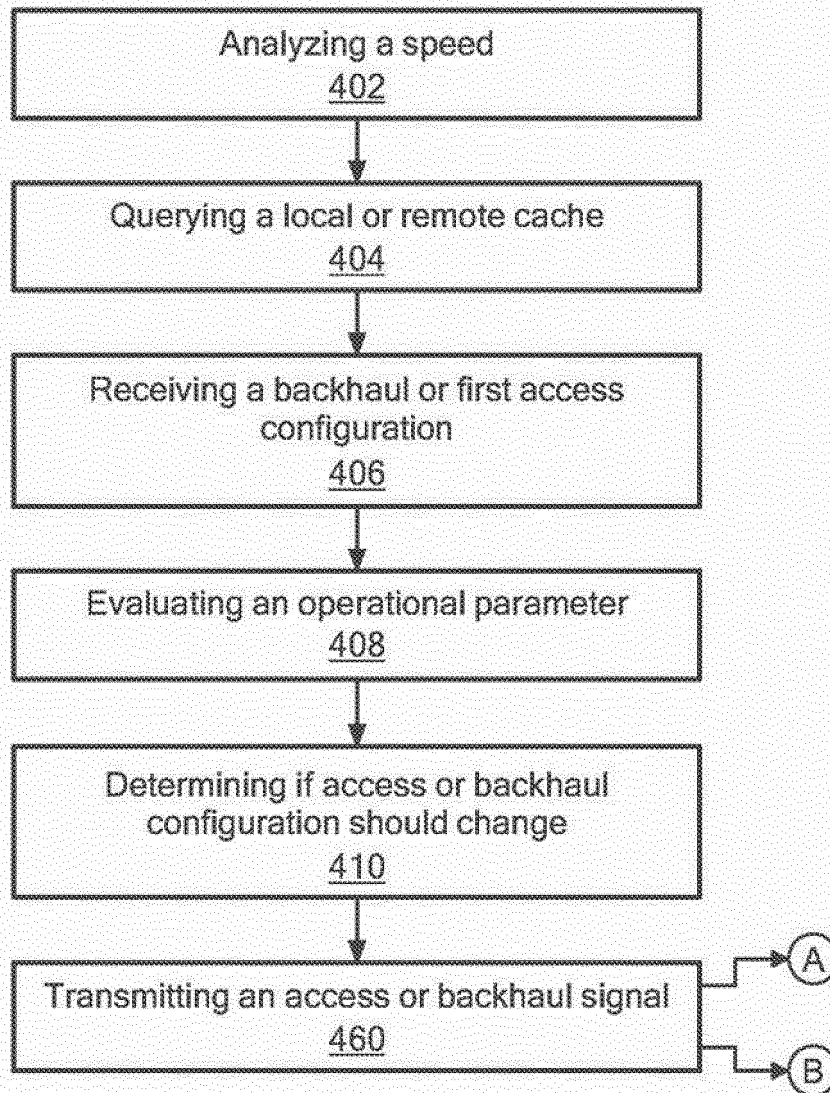 Analyzing a speed
402
Querying a local or remote cache
404
Receiving a backhaul or first access
configuration
406
Evaluating an operational parameter
408
Determining if access or backhaul
configuration should change
410
A
Transmitting an access or backhaul signal
460
B